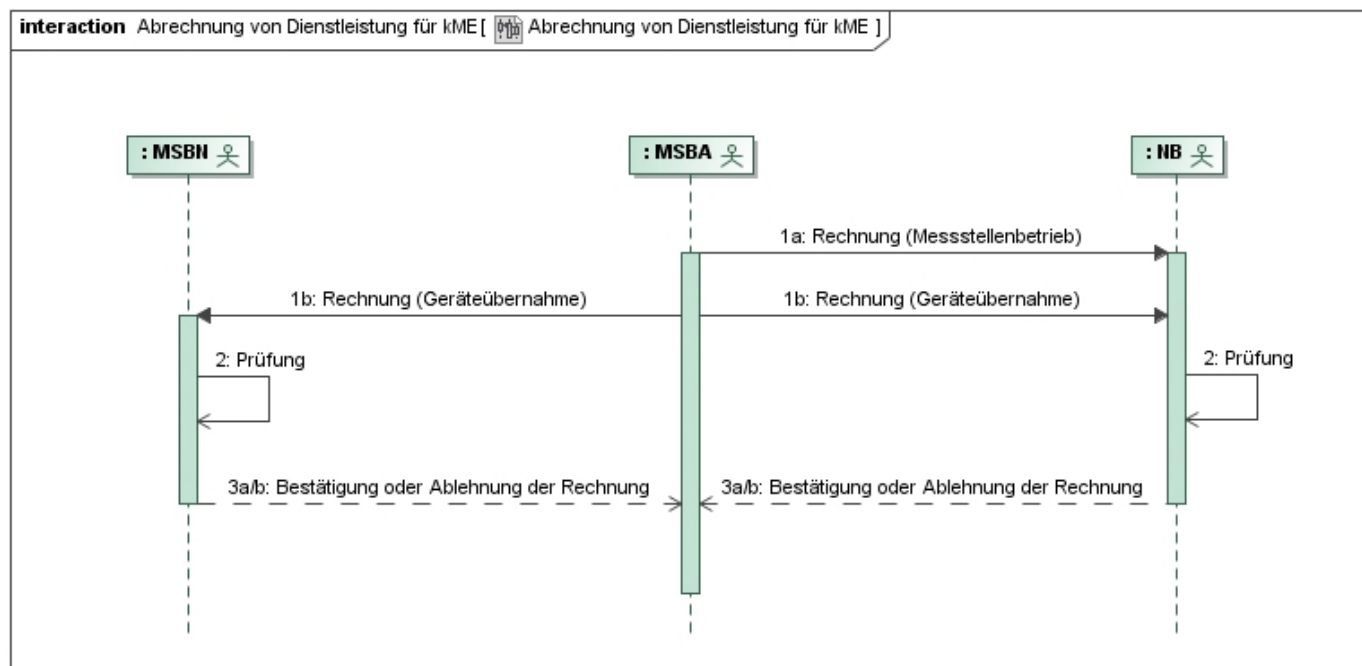 interaction Abrechnung von Dienstleistung für kME [ Abrechnung von Dienstleistung für kME ]
: MSBN
: MSBA
: NB
1a: Rechnung (Messstellenbetrieb)
1b: Rechnung (Geräteübernahme)
1b: Rechnung (Geräteübernahme)
2: Prüfung
2: Prüfung
3a/b: Bestätigung oder Ablehnung der Rechnung
3a/b: Bestätigung oder Ablehnung der Rechnung